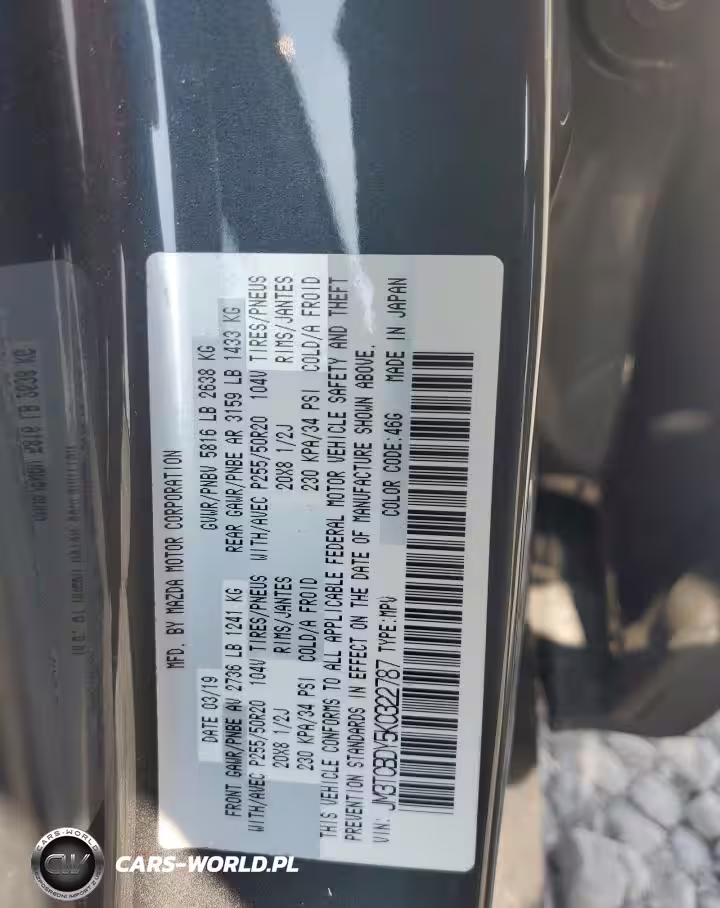 MFD. BY MAZDA MOTOR CORPORATION
DATE 03/19 GVWR/PNBV 5816 LB 2638 KG
FRONT GAWR/PNBE AV 2736 LB 1241 KG REAR GAWR/PNBE AR 3159 LB 1433 KG
WITH/AVEC P255/50R20 104V TIRES/PNEUS WITH/AVEC P255/50R20 104V TIRES/PNEUS
20X8 1/2J RIMS/JANTES 20X8 1/2J RIMS/JANTES
230 KPA/34 PSI COLD/A FROID 230 KPA/34 PSI COLD/A FROID
THIS VEHICLE CONFORMS TO ALL APPLICABLE FEDERAL MOTOR VEHICLE SAFETY AND THEFT
PREVENTION STANDARDS IN EFFECT ON THE DATE OF MANUFACTURE SHOWN ABOVE.
VIN: JM3TCBDY5K0322787 TYPE:MPV COLOR CODE:46G MADE IN JAPAN
CARS-WORLD
CW
CARS-WORLD.PL